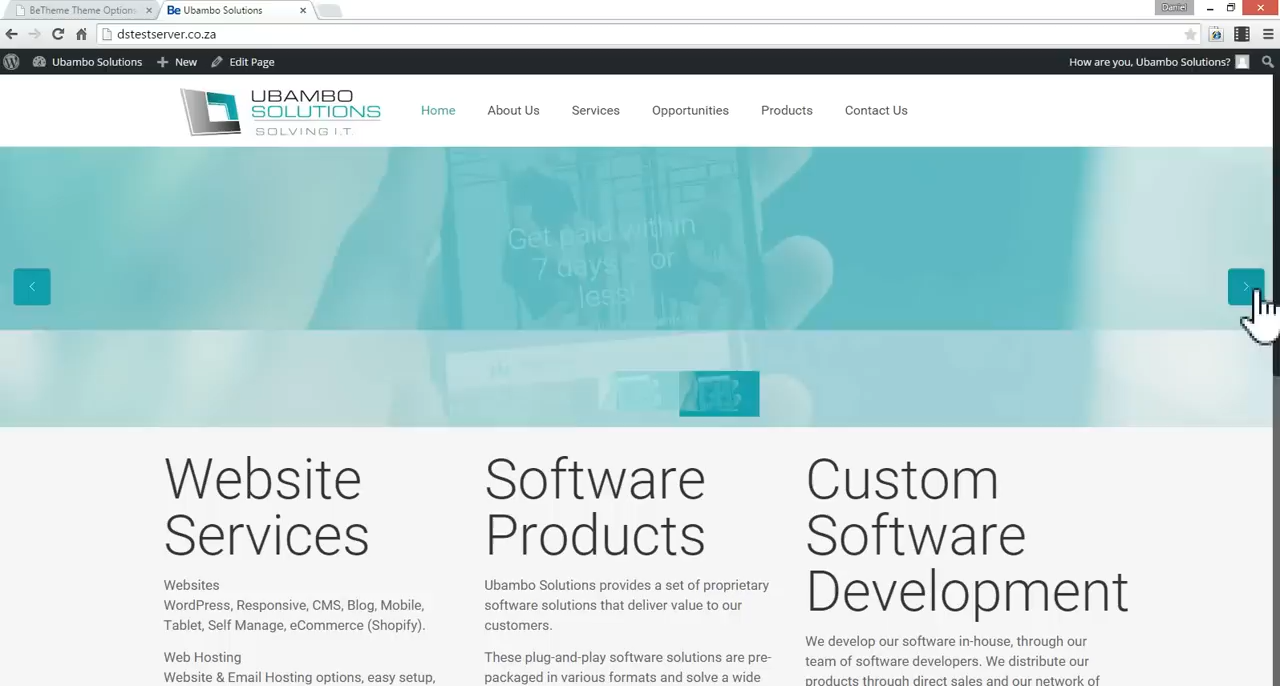 BeTheme Theme Options
Be Ubambo Solutions
Daniel
dstestserver.co.za
Ubambo Solutions
New
Edit Page
How are you, Ubambo Solutions?
UBAMBO
SOLUTIONS
SOLVING I.T.
Home
About Us
Services
Opportunities
Products
Contact Us
Get paid within
7 days - or
less!
Website
Services
Websites
WordPress, Responsive, CMS, Blog, Mobile,
Tablet, Self Manage, eCommerce (Shopify).
Web Hosting
Website & Email Hosting options, easy setup,
Software
Products
Ubambo Solutions provides a set of proprietary
software solutions that deliver value to our
customers.
These plug-and-play software solutions are pre-
packaged in various formats and solve a wide
Custom
Software
Development
We develop our software in-house, through our
team of software developers. We distribute our
products through direct sales and our network of